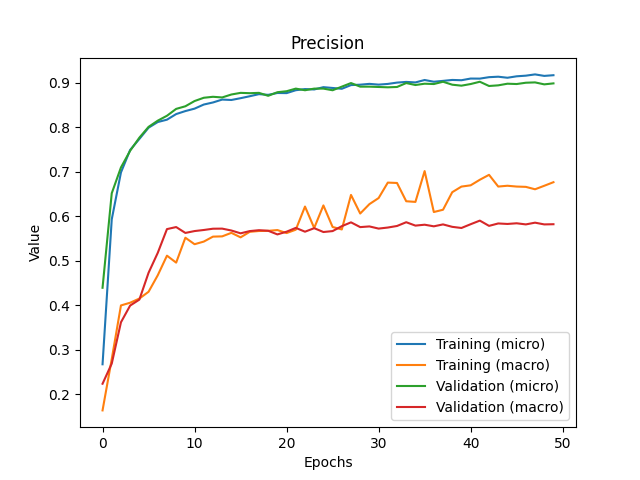 Precision
Value
0.9
0.8
0.7
0.6
0.5
0.4
0.3
0.2
0 10 20 30 40 50
Epochs
Training (micro)
Training (macro)
Validation (micro)
Validation (macro)